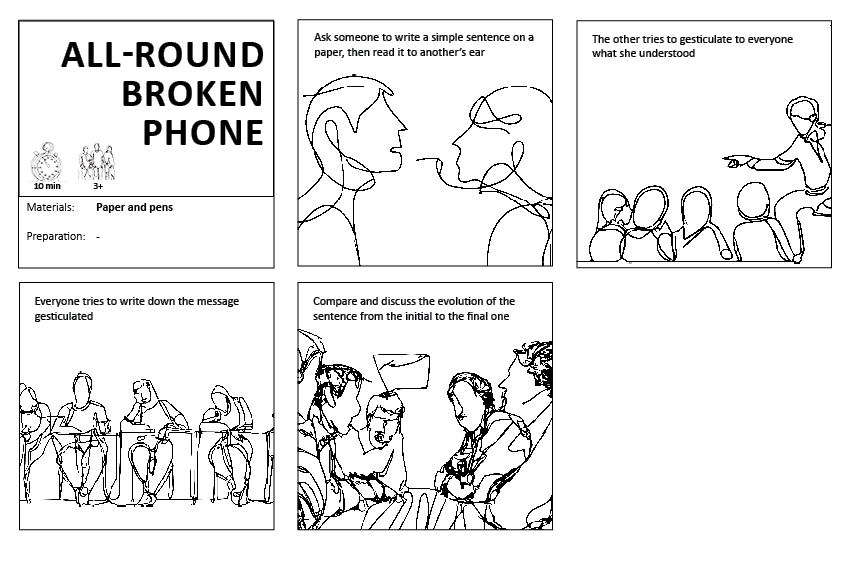 ALL-ROUND
BROKEN
PHONE
10 min
3+
Materials: Paper and pens
Preparation: -
Ask someone to write a simple sentence on a
paper, then read it to another’s ear
The other tries to gesticulate to everyone
what she understood
Everyone tries to write down the message
gesticulated
Compare and discuss the evolution of the
sentence from the initial to the final one